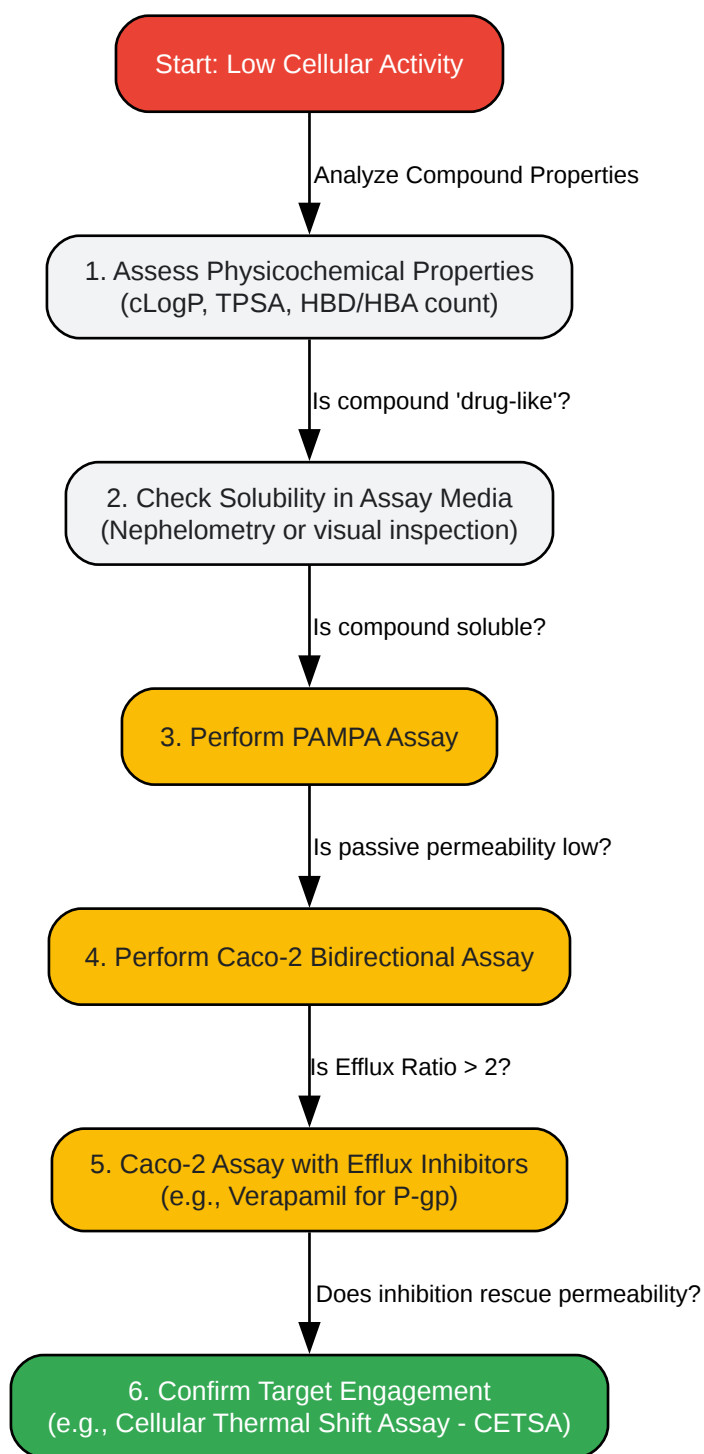 Start: Low Cellular Activity
Analyze Compound Properties
1. Assess Physicochemical Properties
(cLogP, TPSA, HBD/HBA count)
Is compound 'drug-like'?
2. Check Solubility in Assay Media
(Nephelometry or visual inspection)
Is compound soluble?
3. Perform PAMPA Assay
Is passive permeability low?
4. Perform Caco-2 Bidirectional Assay
Is Efflux Ratio > 2?
5. Caco-2 Assay with Efflux Inhibitors
(e.g., Verapamil for P-gp)
Does inhibition rescue permeability?
6. Confirm Target Engagement
(e.g., Cellular Thermal Shift Assay - CETSA)